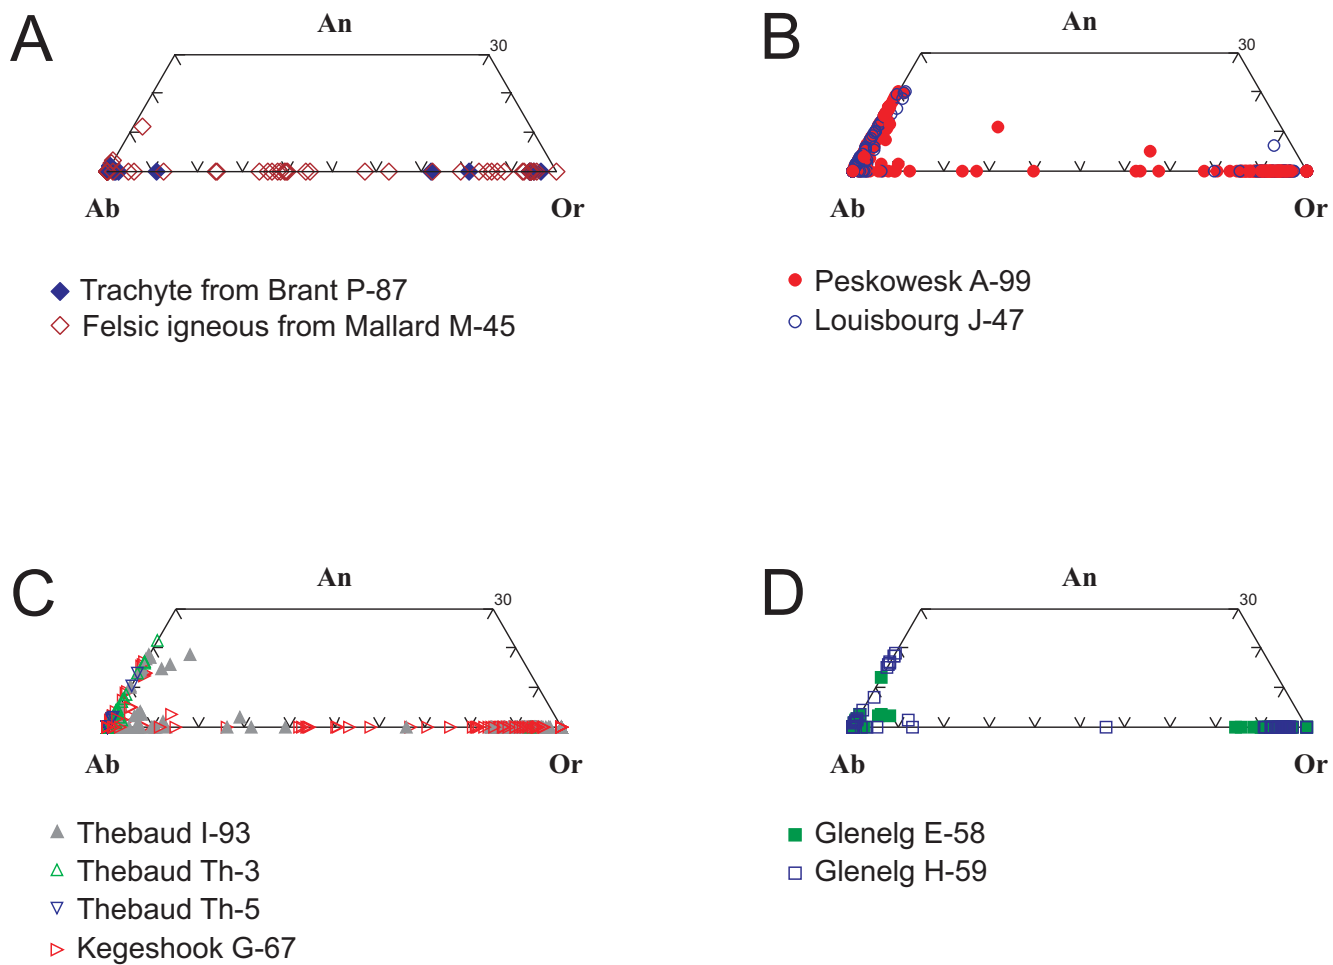 A
An
30
Ab
Or
Trachyte from Brant P-87
Felsic igneous from Mallard M-45
B
An
30
Ab
Or
Peskowesk A-99
Louisbourg J-47
C
An
30
Ab
Or
Thebaud I-93
Thebaud Th-3
Thebaud Th-5
Kegeshook G-67
D
An
30
Ab
Or
Glenelg E-58
Glenelg H-59